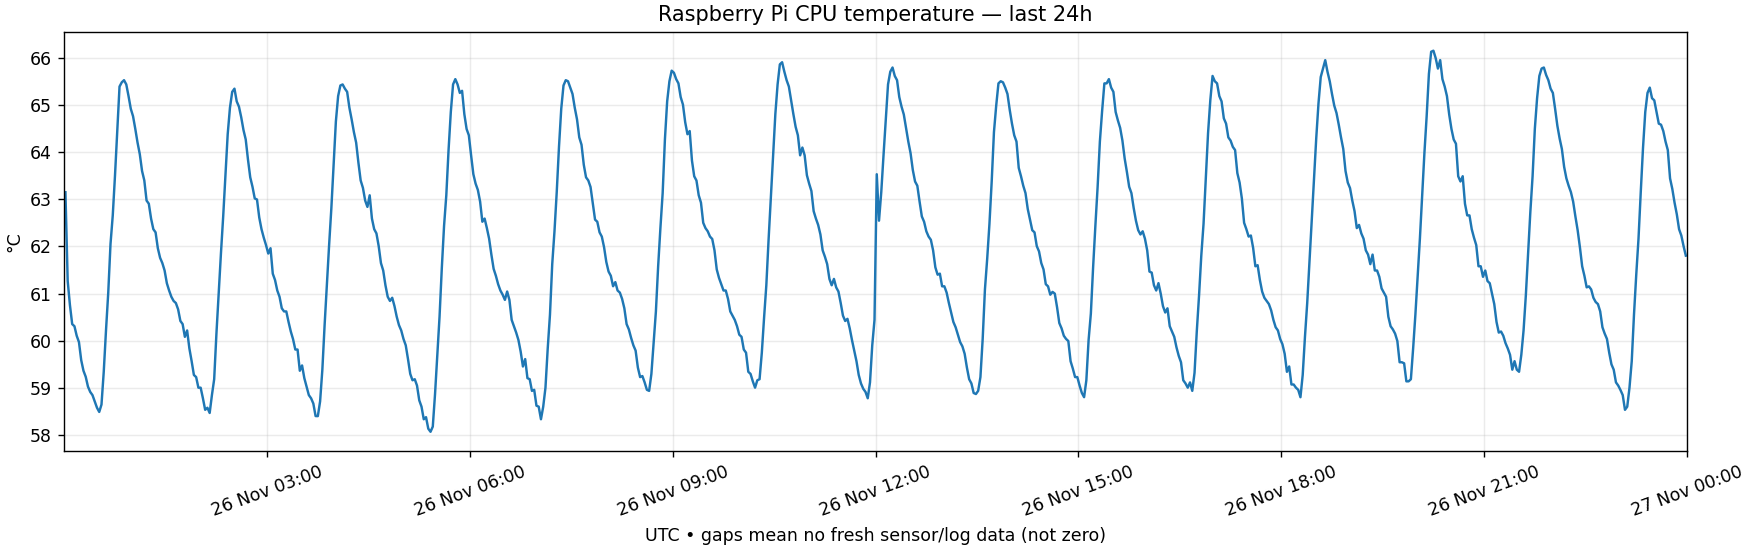 Raspberry Pi CPU temperature — last 24h
°C
66
65
64
63
62
61
60
59
58
26 Nov 03:00
26 Nov 06:00
26 Nov 09:00
26 Nov 12:00
26 Nov 15:00
26 Nov 18:00
26 Nov 21:00
27 Nov 00:00
UTC • gaps mean no fresh sensor/log data (not zero)